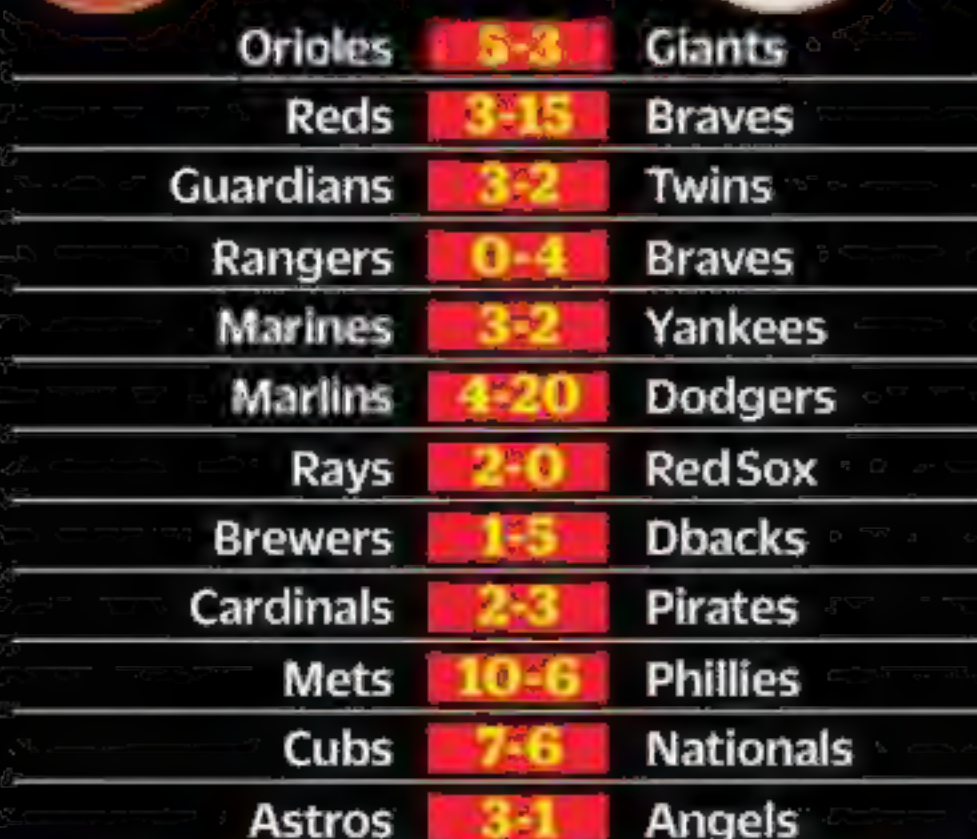 Orioles 5-3 Giants
Reds 3-15 Braves
Guardians 3-2 Twins
Rangers 0-4 Braves
Marines 3-2 Yankees
Marlins 4-20 Dodgers
Rays 2-0 RedSox
Brewers 1-5 Dbacks
Cardinals 2-3 Pirates
Mets 10-6 Phillies
Cubs 7-6 Nationals
Astros 3-1 Angels